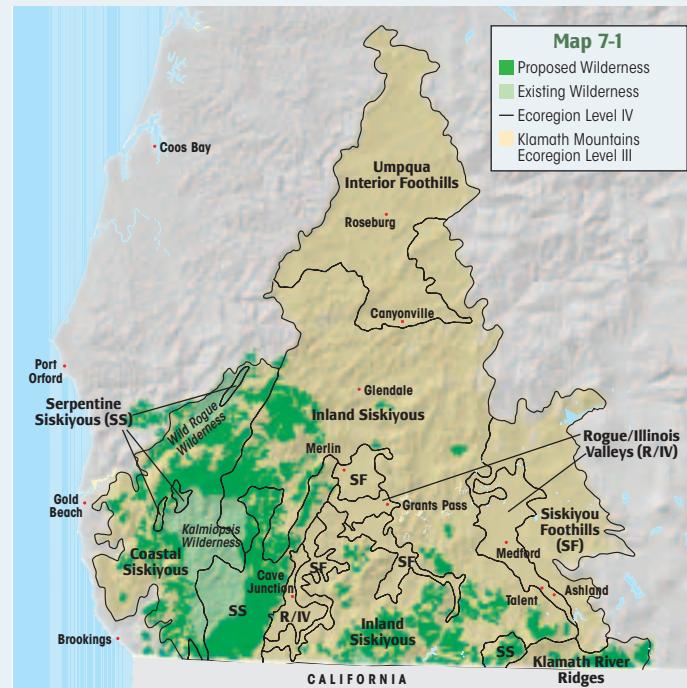 Map 7-1
Proposed Wilderness
Existing Wilderness
Ecoregion Level IV
Klamath Mountains
Ecoregion Level III
Coos Bay
Umpqua
Interior Foothills
Roseburg
Canyonville
Port
Orford
Glendale
Serpentine
Siskiyous (SS)
Wild Rogue
Wilderness
Inland Siskiyous
Rogue/Illinois
Valleys (R/IV)
Merlin
SF
Grants Pass
Gold
Beach
Siskiyou
Foothills
(SF)
Kalmiopsis
Wilderness
Medford
Coastal
Siskiyous
SF
SF
Cave
Junction
Talent
Ashland
SS
R/IV
Inland
Siskiyous
Brookings
SS
Klamath River
Ridges
CALIFORNIA